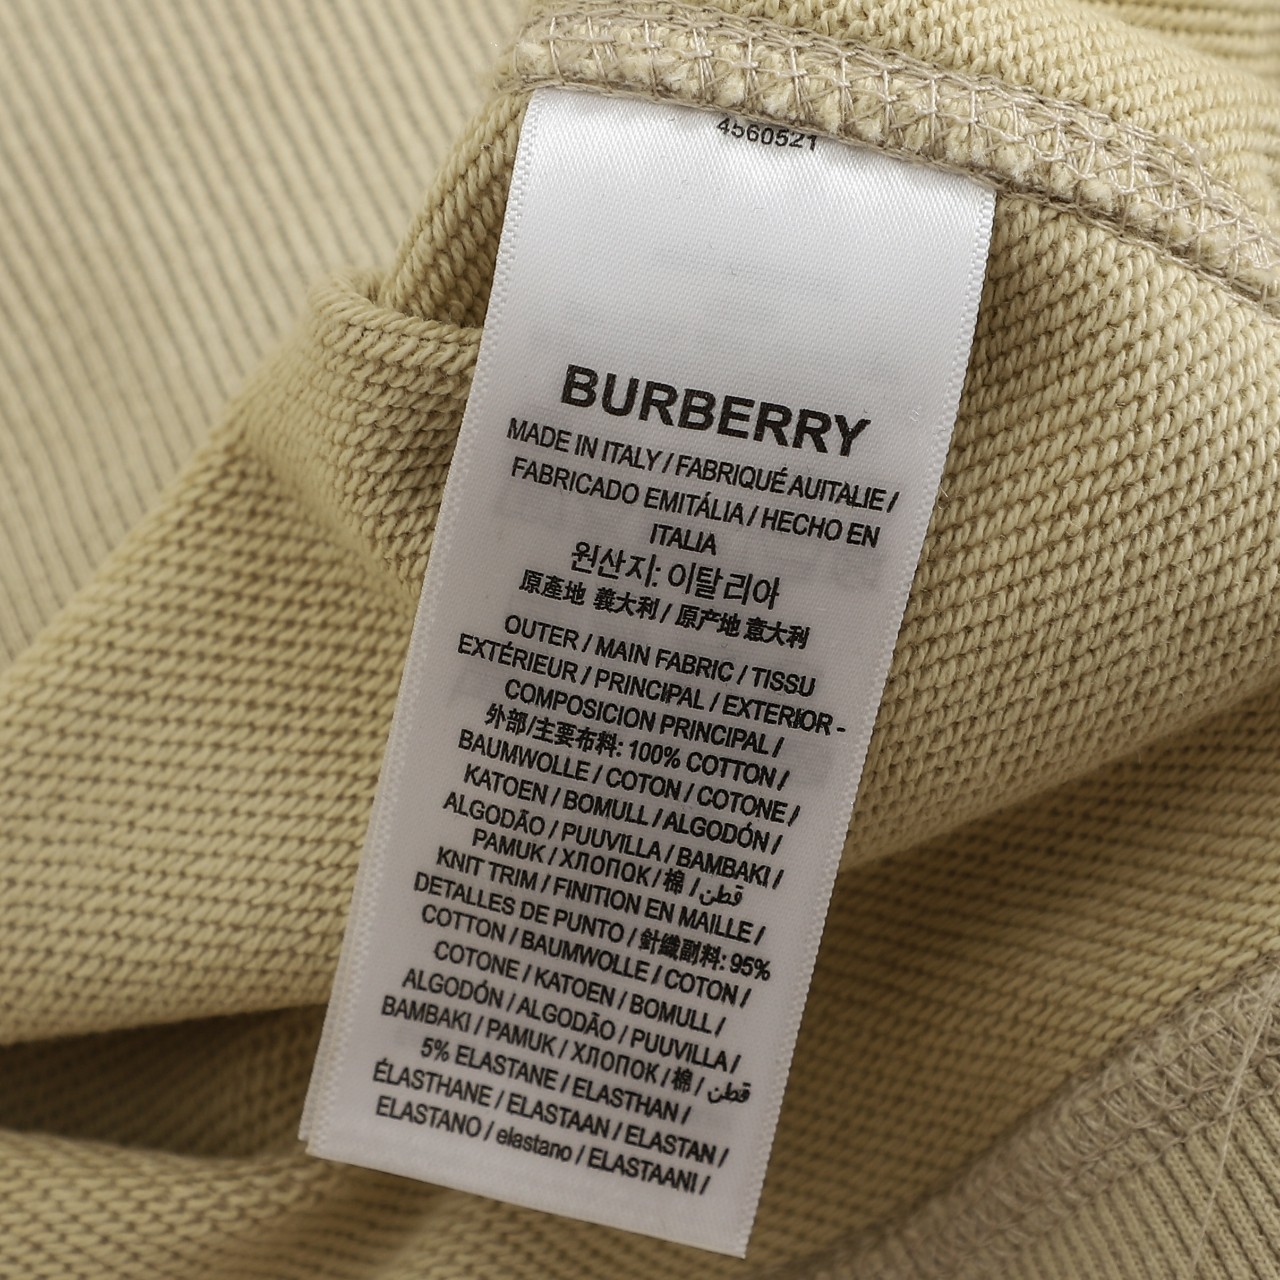 4560521
BURBERRY
MADE IN ITALY / FABRIQUÉ AUITALIE /
FABRICADO EMITÁLIA / HECHO EN
ITALIA
원산지: 이탈리아
原產地 義大利 / 原产地 意大利
OUTER / MAIN FABRIC / TISSU
EXTÉRIEUR / PRINCIPAL / EXTERIOR -
COMPOSICION PRINCIPAL /
外部/主要布料: 100% COTTON /
BAUMWOLLE / COTON / COTONE /
KATOEN / BOMULL / ALGODÓN /
ALGODÃO / PUUVILLA / BAMBAKI /
PAMUK / ХЛОПОК / 棉 / قطن
KNIT TRIM / FINITION EN MAILLE /
DETALLES DE PUNTO / 針織副料: 95%
COTTON / BAUMWOLLE / COTON /
COTONE / KATOEN / BOMULL /
ALGODÓN / ALGODÃO / PUUVILLA /
BAMBAKI / PAMUK / ХЛОПОК / 棉 / قطن
5% ELASTANE / ELASTHAN /
ÉLASTHANE / ELASTAAN / ELASTAN /
ELASTANO / elastano / ELASTAANI /